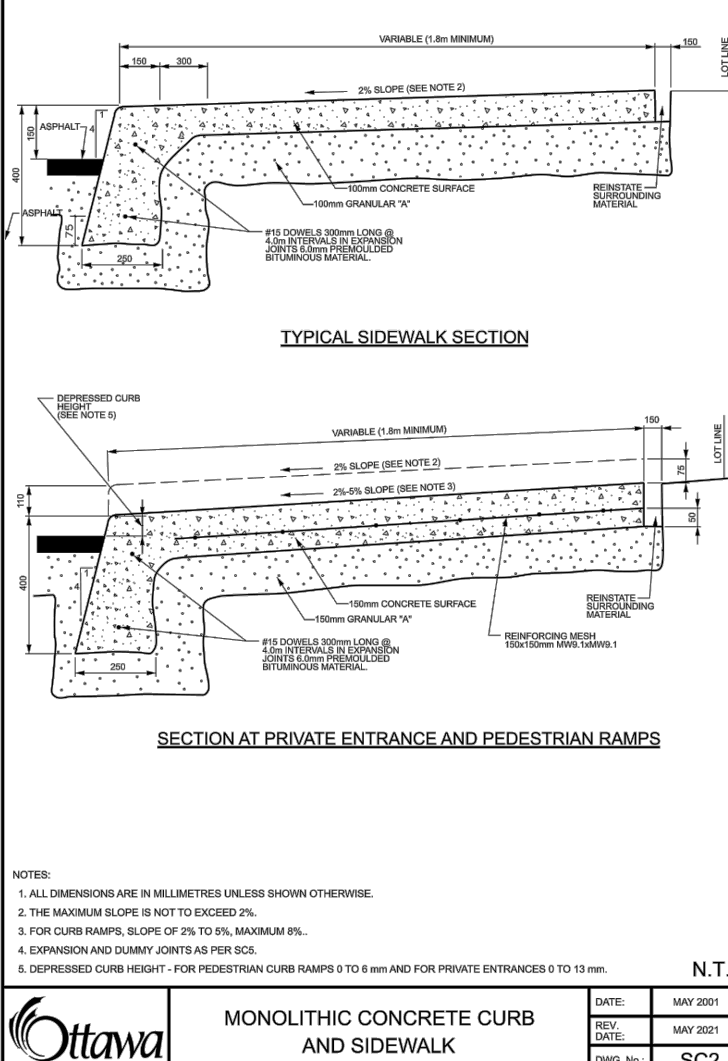 VARIABLE (1.8m MINIMUM)
150
LOT LINE
150
300
2% SLOPE (SEE NOTE 2)
ASPHALT
1
4
150
400
100mm CONCRETE SURFACE
100mm GRANULAR "A"
REINSTATE
SURROUNDING
MATERIAL
ASPHALT
75
250
#15 DOWELS 300mm LONG @
4.0m INTERVALS IN EXPANSION
JOINTS 6.0mm PREMOULDED
BITUMINOUS MATERIAL.
TYPICAL SIDEWALK SECTION
DEPRESSED CURB
HEIGHT
(SEE NOTE 5)
VARIABLE (1.8m MINIMUM)
150
LOT LINE
2% SLOPE (SEE NOTE 2)
75
2%-5% SLOPE (SEE NOTE 3)
110
50
400
1
4
150mm CONCRETE SURFACE
150mm GRANULAR "A"
REINSTATE
SURROUNDING
MATERIAL
REINFORCING MESH
150x150mm MW9.1xMW9.1
#15 DOWELS 300mm LONG @
4.0m INTERVALS IN EXPANSION
JOINTS 6.0mm PREMOULDED
BITUMINOUS MATERIAL.
250
SECTION AT PRIVATE ENTRANCE AND PEDESTRIAN RAMPS
NOTES:
1. ALL DIMENSIONS ARE IN MILLIMETRES UNLESS SHOWN OTHERWISE.
2. THE MAXIMUM SLOPE IS NOT TO EXCEED 2%.
3. FOR CURB RAMPS, SLOPE OF 2% TO 5%, MAXIMUM 8%..
4. EXPANSION AND DUMMY JOINTS AS PER SC5.
5. DEPRESSED CURB HEIGHT - FOR PEDESTRIAN CURB RAMPS 0 TO 6 mm AND FOR PRIVATE ENTRANCES 0 TO 13 mm.
N.T.
Ottawa
MONOLITHIC CONCRETE CURB
AND SIDEWALK
DATE:
MAY 2001
REV.
DATE:
MAY 2021
DWG. No.: